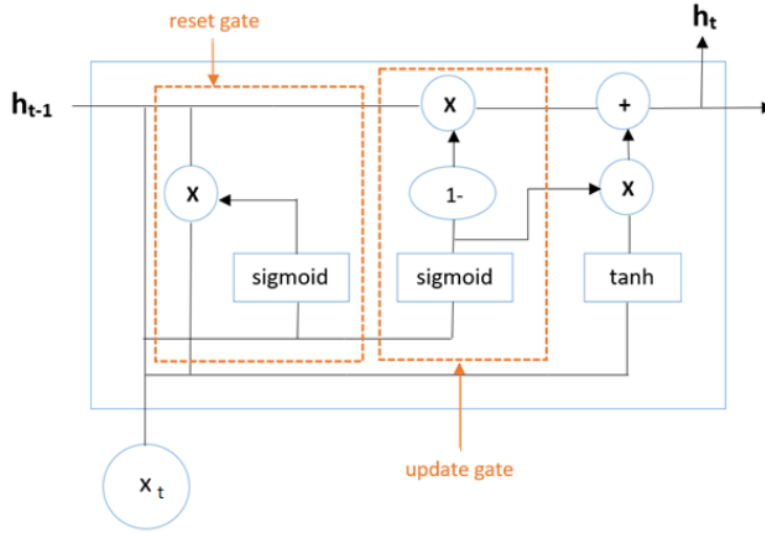 reset gate
h_t
h_t-1
X
+
X
1-
X
sigmoid
sigmoid
tanh
update gate
x_t